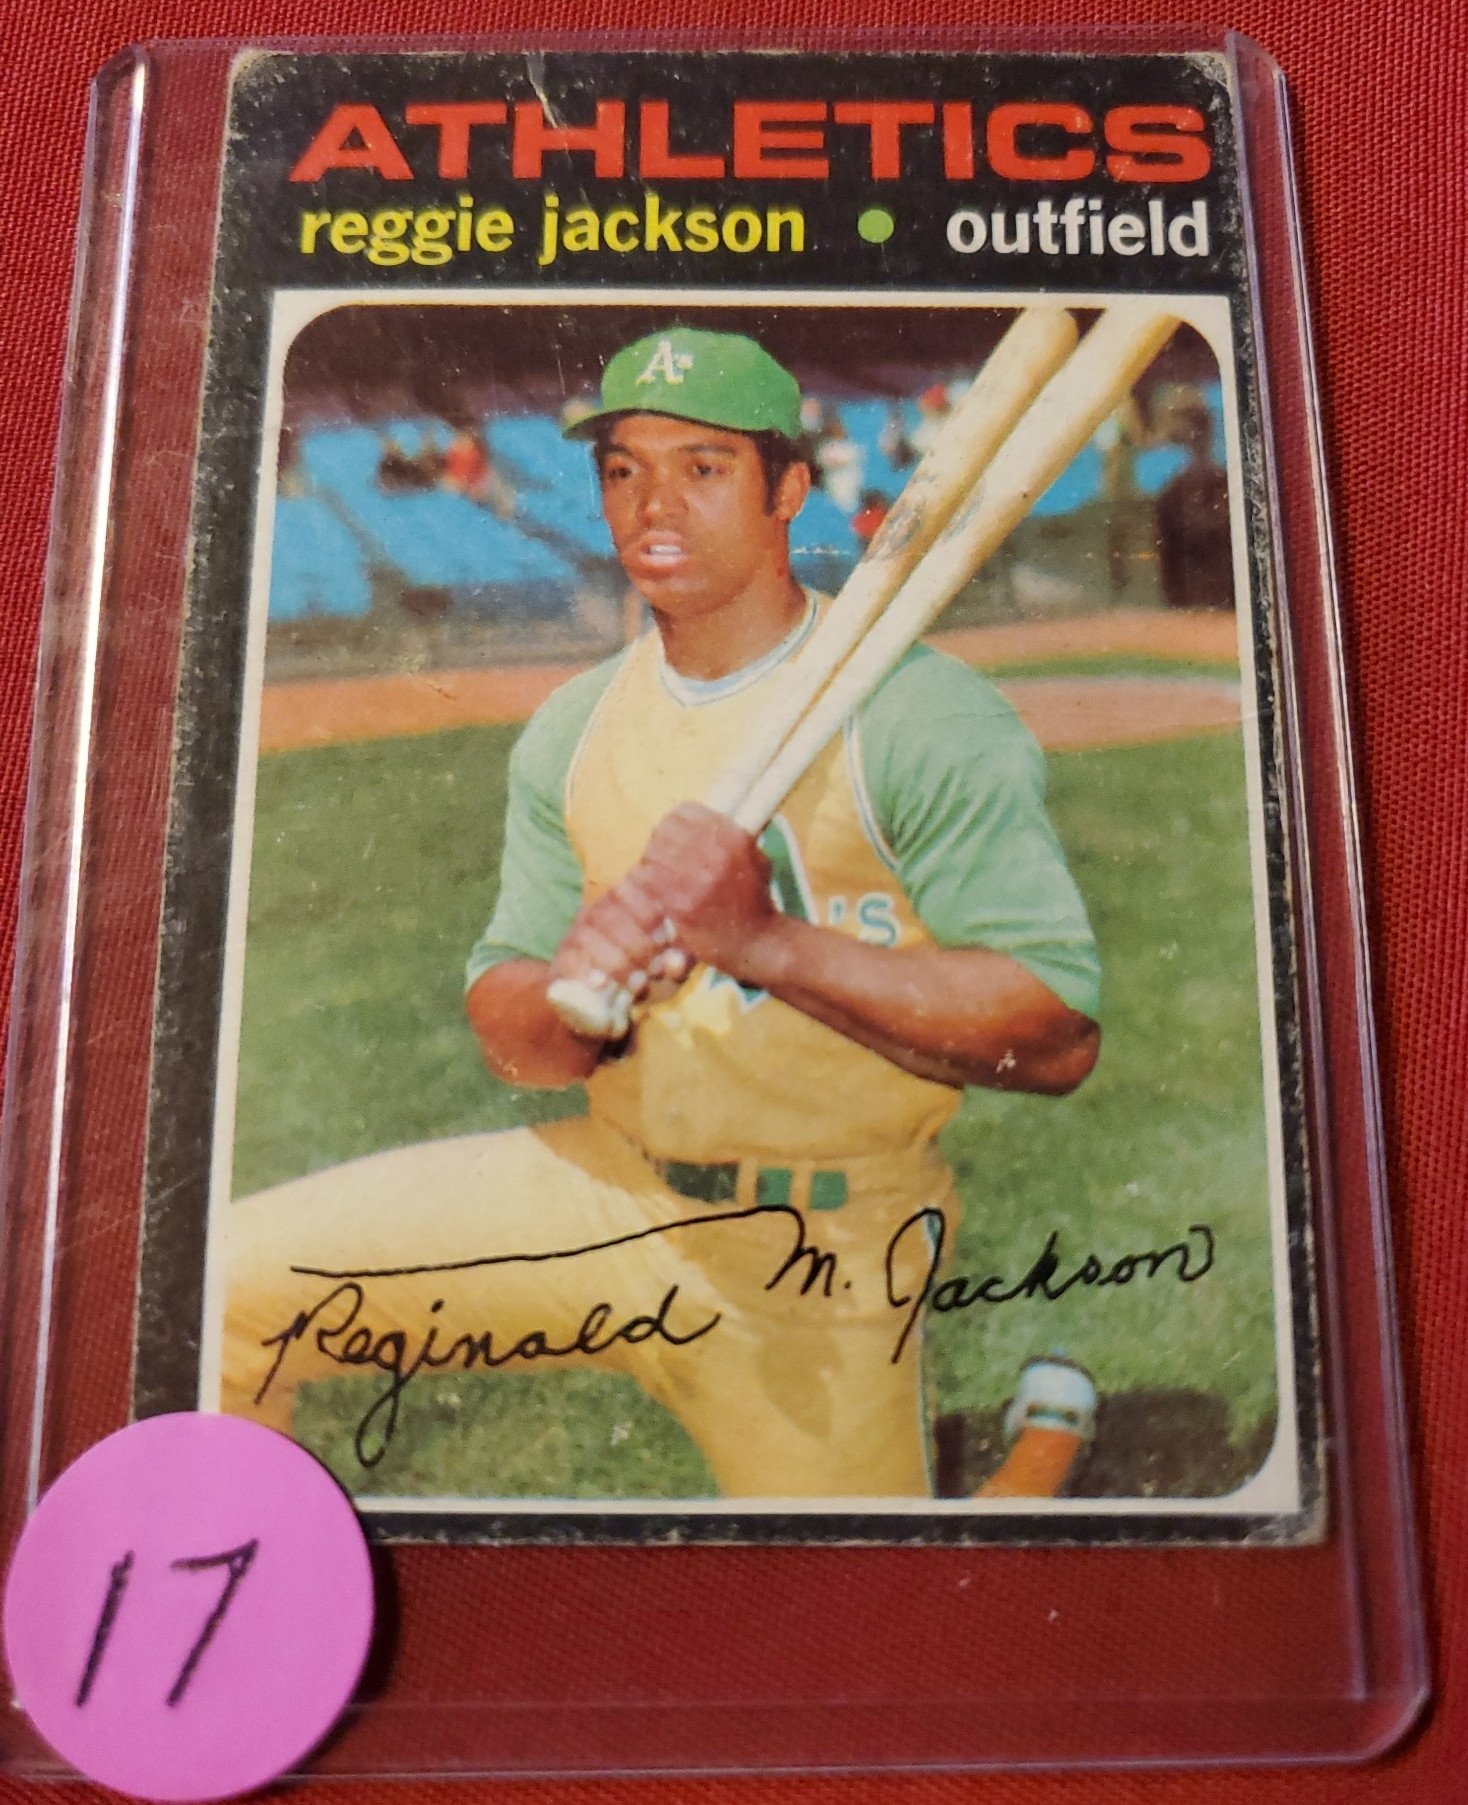 ATHLETICS
reggie jackson • outfield
A's
'S
Reginald M. Jackson
17